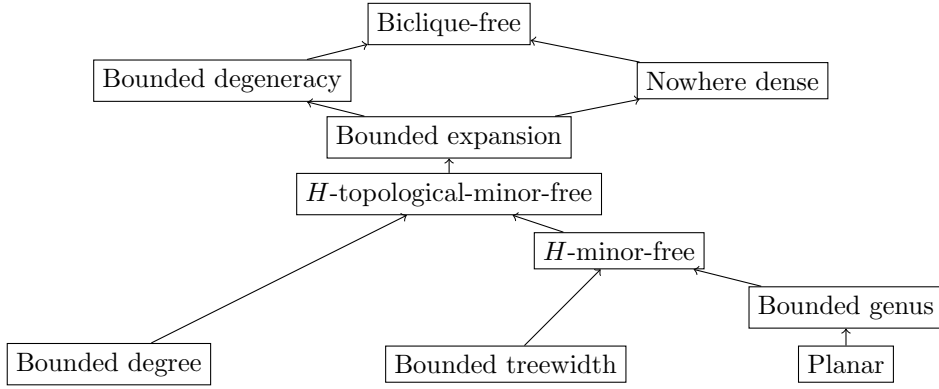 Biclique-free
Bounded degeneracy
Nowhere dense
Bounded expansion
H-topological-minor-free
H-minor-free
Bounded genus
Bounded degree
Bounded treewidth
Planar